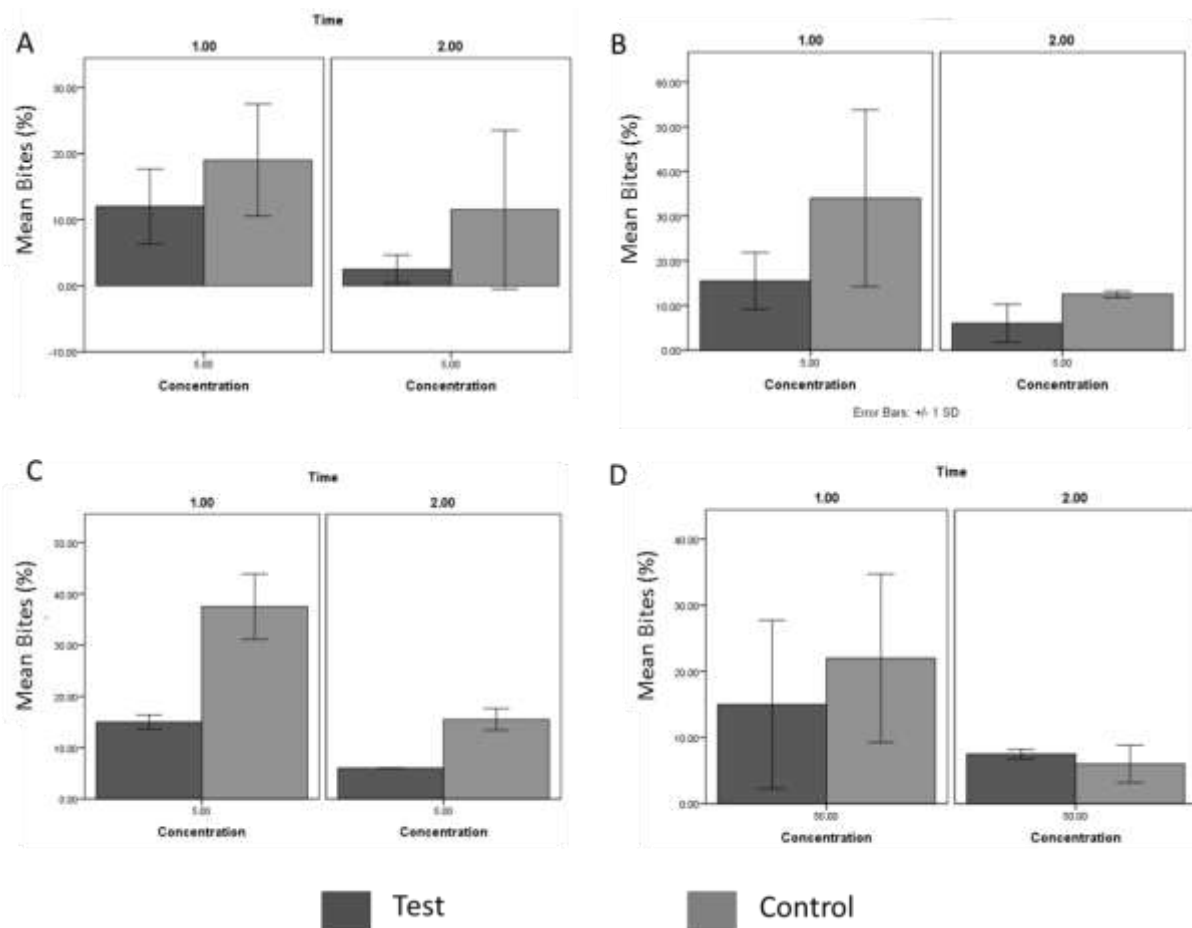 A
Time
1.00 2.00
Mean Bites (%)
30.00
20.00
10.00
0.00
-10.00
5.00 5.00
Concentration Concentration
B
1.00 2.00
Mean Bites (%)
60.00
50.00
40.00
30.00
20.00
10.00
0.00
5.00 5.00
Concentration Concentration
Error Bars: +/- 1 SD
C
Time
1.00 2.00
Mean Bites (%)
50.00
40.00
30.00
20.00
10.00
0.00
5.00 5.00
Concentration Concentration
D
Time
1.00 2.00
Mean Bites (%)
40.00
30.00
20.00
10.00
0.00
50.00 50.00
Concentration Concentration
Test Control